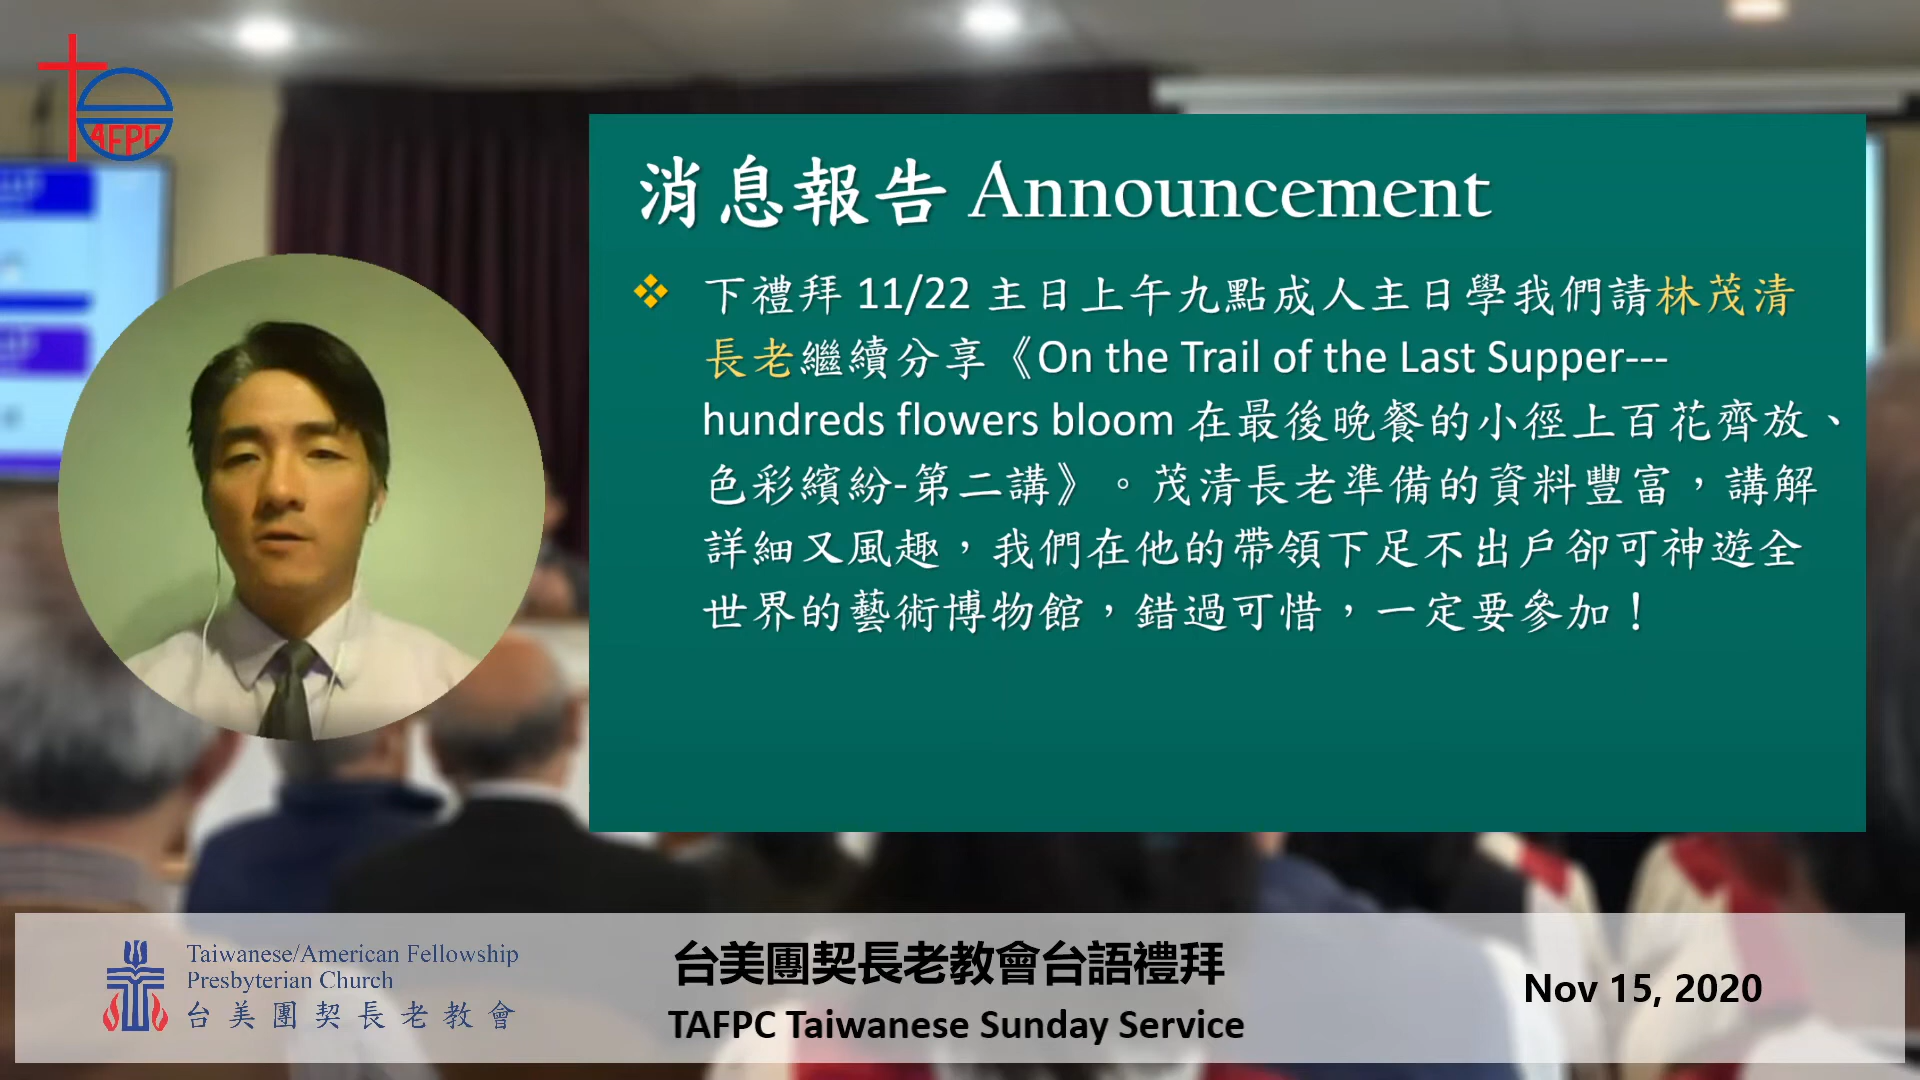 AFPC
消息報告 Announcement
❖ 下禮拜 11/22 主日上午九點成人主日學我們請林茂清
長老繼續分享《On the Trail of the Last Supper---
hundreds flowers bloom 在最後晚餐的小徑上百花齊放、
色彩繽紛-第二講》。茂清長老準備的資料豐富，講解
詳細又風趣，我們在他的帶領下足不出戶卻可神遊全
世界的藝術博物館，錯過可惜，一定要參加！
Taiwanese/American Fellowship
Presbyterian Church
台美團契長老教會
台美團契長老教會台語禮拜
TAFPC Taiwanese Sunday Service
Nov 15, 2020